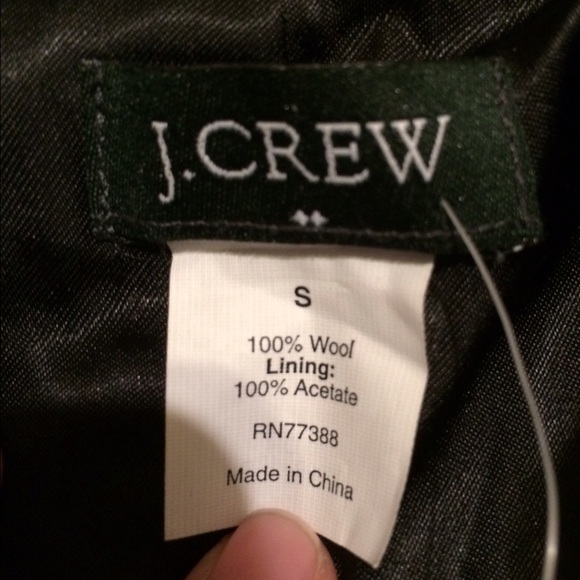 J.CREW
S
100% Wool
Lining:
100% Acetate
RN77388
Made in China